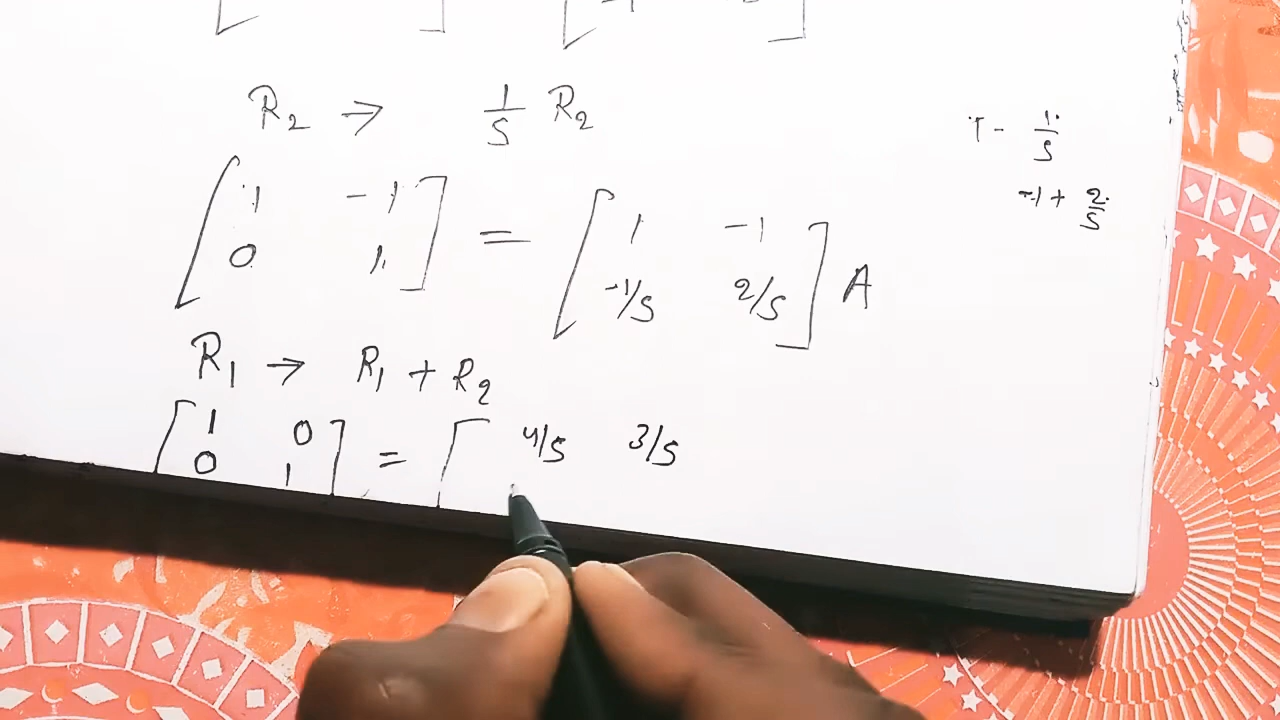 R₂ → 1/5 R₂
1 - 1/5
-1 + 2/5
[1 -1] = [1 -1]
[0 1] [-1/5 2/5] A
R₁ → R₁ + R₂
[1 0] = [4/5 3/5
[0 1]